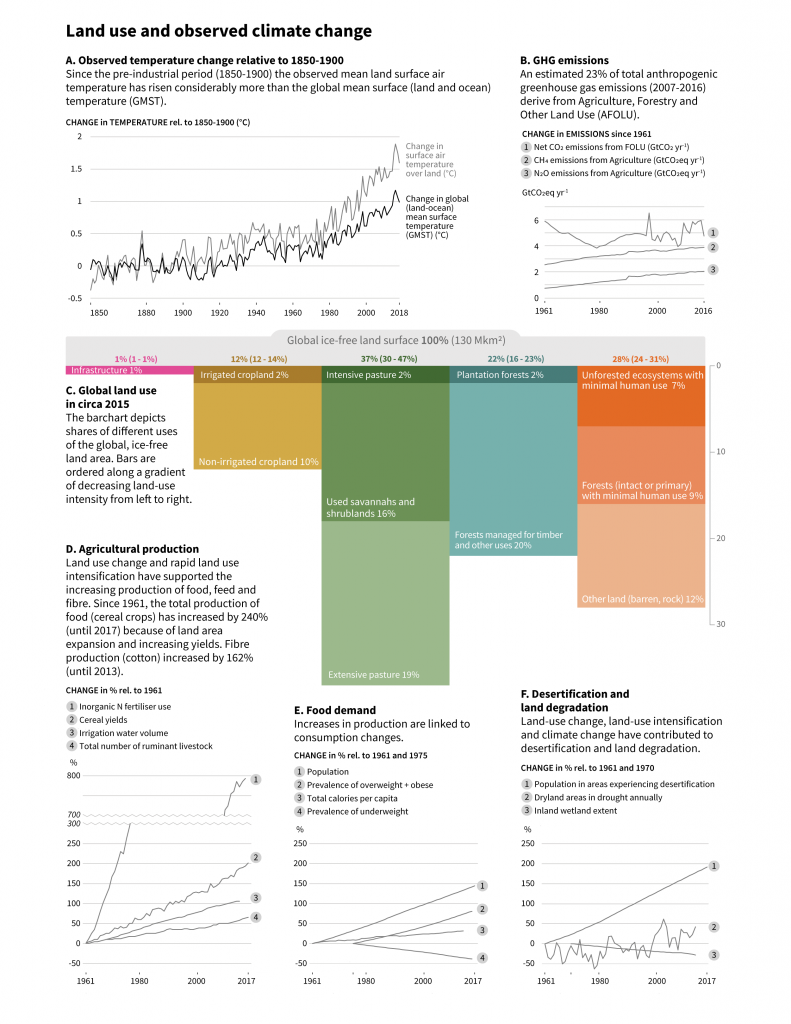 Land use and observed climate change
A. Observed temperature change relative to 1850-1900
Since the pre-industrial period (1850-1900) the observed mean land surface air
temperature has risen considerably more than the global mean surface (land and ocean)
temperature (GMST).
CHANGE in TEMPERATURE rel. to 1850-1900 (°C)
2
1.5
1
0.5
0
-0.5
Change in
surface air
temperature
over land (°C)
Change in global
(land-ocean)
mean surface
temperature
(GMST) (°C)
1850 1880 1900 1920 1940 1960 1980 2000 2018
B. GHG emissions
An estimated 23% of total anthropogenic
greenhouse gas emissions (2007-2016)
derive from Agriculture, Forestry and
Other Land Use (AFOLU).
CHANGE in EMISSIONS since 1961
1 Net CO₂ emissions from FOLU (GtCO₂ yr⁻¹)
2 CH₄ emissions from Agriculture (GtCO₂eq yr⁻¹)
3 N₂O emissions from Agriculture (GtCO₂eq yr⁻¹)
GtCO₂eq yr⁻¹
6
4
2
0
1
2
3
1961 1980 2000 2016
Global ice-free land surface 100% (130 Mkm²)
1% (1 - 1%) 12% (12 - 14%) 37% (30 - 47%) 22% (16 - 23%) 28% (24 - 31%)
Infrastructure 1%
Irrigated cropland 2%
Non-irrigated cropland 10%
Intensive pasture 2%
Used savannahs and
shrublands 16%
Extensive pasture 19%
Plantation forests 2%
Forests managed for timber
and other uses 20%
Unforested ecosystems with
minimal human use 7%
Forests (intact or primary)
with minimal human use 9%
Other land (barren, rock) 12%
0
10
20
30
C. Global land use
in circa 2015
The barchart depicts
shares of different uses
of the global, ice-free
land area. Bars are
ordered along a gradient
of decreasing land-use
intensity from left to right.
D. Agricultural production
Land use change and rapid land use
intensification have supported the
increasing production of food, feed and
fibre. Since 1961, the total production of
food (cereal crops) has increased by 240%
(until 2017) because of land area
expansion and increasing yields. Fibre
production (cotton) increased by 162%
(until 2013).
CHANGE in % rel. to 1961
1 Inorganic N fertiliser use
2 Cereal yields
3 Irrigation water volume
4 Total number of ruminant livestock
%
800
700
300
250
200
150
100
50
0
-50
1
2
3
4
1961 1980 2000 2017
E. Food demand
Increases in production are linked to
consumption changes.
CHANGE in % rel. to 1961 and 1975
1 Population
2 Prevalence of overweight + obese
3 Total calories per capita
4 Prevalence of underweight
%
250
200
150
100
50
0
-50
1
2
3
4
1961 1980 2000 2017
F. Desertification and
land degradation
Land-use change, land-use intensification
and climate change have contributed to
desertification and land degradation.
CHANGE in % rel. to 1961 and 1970
1 Population in areas experiencing desertification
2 Dryland areas in drought annually
3 Inland wetland extent
%
250
200
150
100
50
0
-50
1
2
3
1961 1980 2000 2017